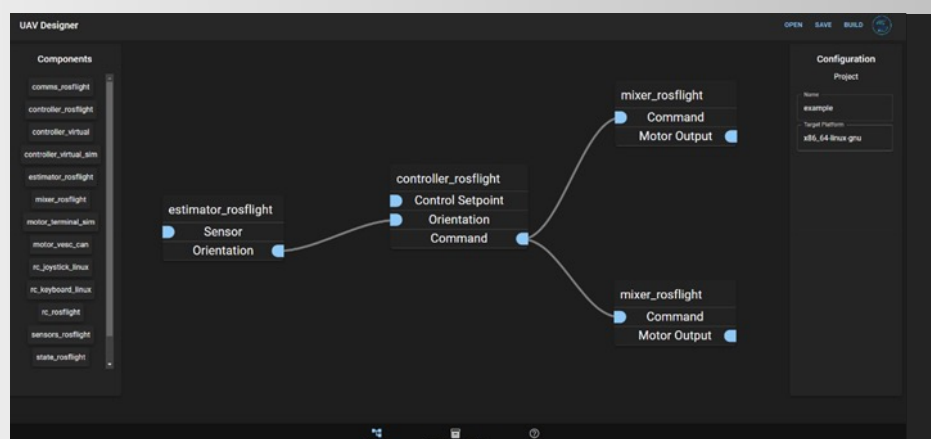 UAV Designer
OPEN SAVE BUILD
Components
comms_rosflight
controller_rosflight
controller_virtual
controller_virtual_sim
estimator_rosflight
mixer_rosflight
motor_terminal_sim
motor_vesc_can
rc_joystick_linux
rc_keyboard_linux
rc_rosflight
sensors_rosflight
state_rosflight
estimator_rosflight
Sensor
Orientation
controller_rosflight
Control Setpoint
Orientation
Command
mixer_rosflight
Command
Motor Output
mixer_rosflight
Command
Motor Output
Configuration
Project
Name
example
Target Platform
x86_64-linux-gnu